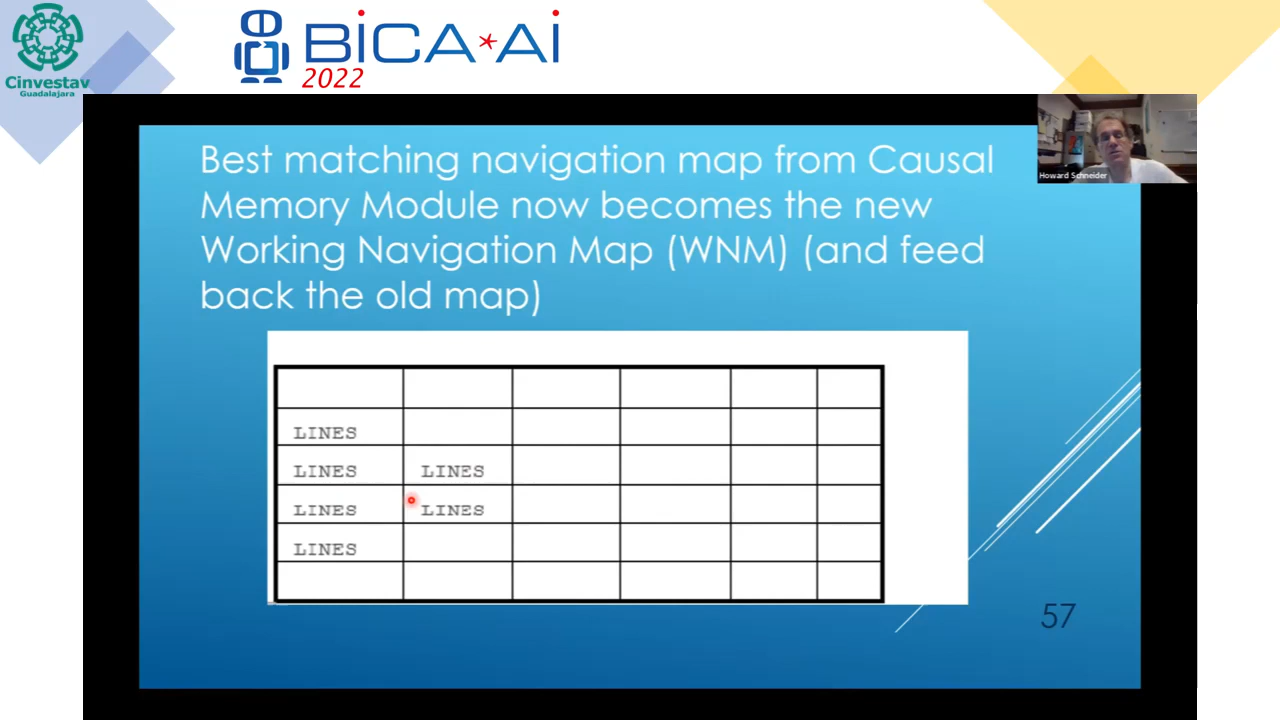 Cinvestav
Guadalajara
BiCA*Ai
2022
Howard Schneider
Best matching navigation map from Causal
Memory Module now becomes the new
Working Navigation Map (WNM) (and feed
back the old map)
LINES
LINES LINES
LINES LINES
LINES
57